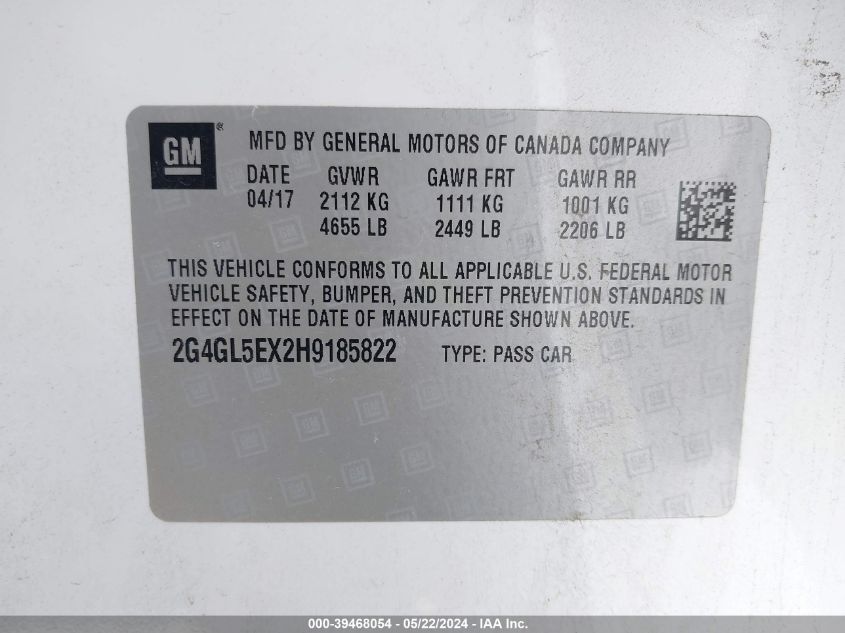 GM ® MFD BY GENERAL MOTORS OF CANADA COMPANY
DATE GVWR GAWR FRT GAWR RR
04/17 2112 KG 1111 KG 1001 KG
4655 LB 2449 LB 2206 LB
THIS VEHICLE CONFORMS TO ALL APPLICABLE U.S. FEDERAL MOTOR
VEHICLE SAFETY, BUMPER, AND THEFT PREVENTION STANDARDS IN
EFFECT ON THE DATE OF MANUFACTURE SHOWN ABOVE.
2G4GL5EX2H9185822 TYPE: PASS CAR
000-39468054 - 05/22/2024 - IAA Inc.